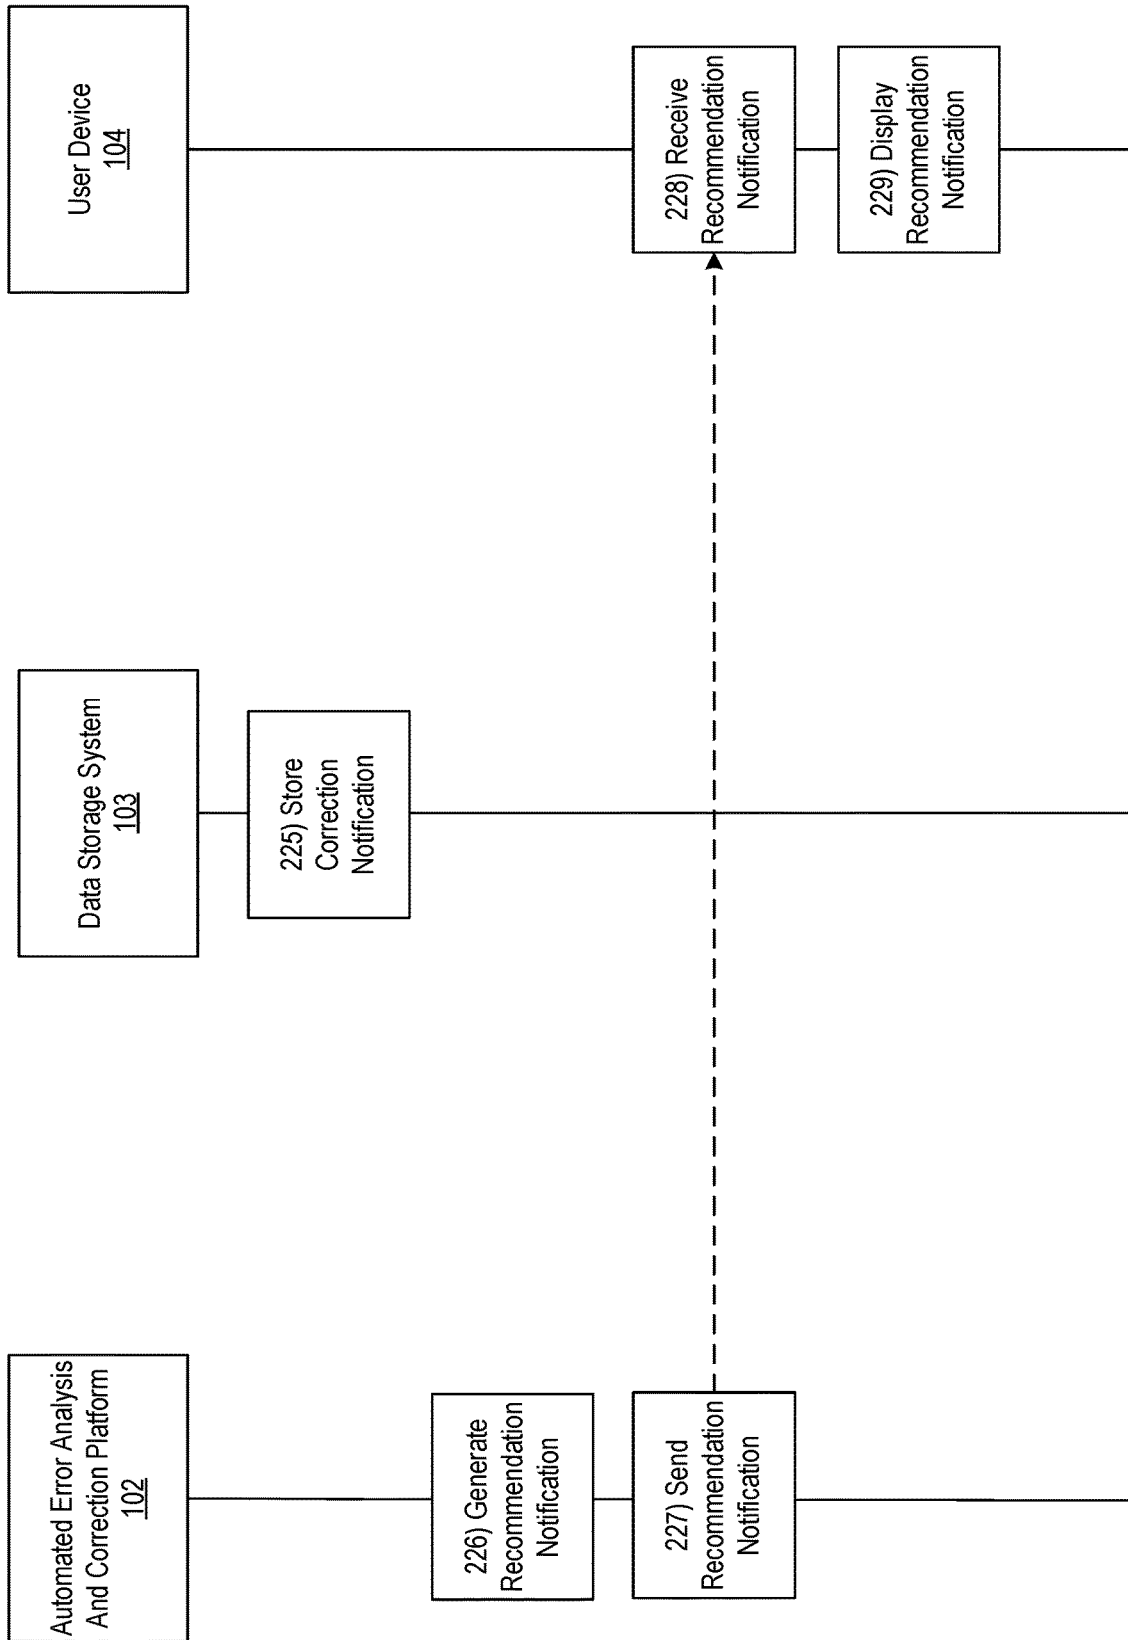 Automated Error Analysis
And Correction Platform
102
Data Storage System
103
User Device
104
225) Store
Correction
Notification
226) Generate
Recommendation
Notification
227) Send
Recommendation
Notification
228) Receive
Recommendation
Notification
229) Display
Recommendation
Notification